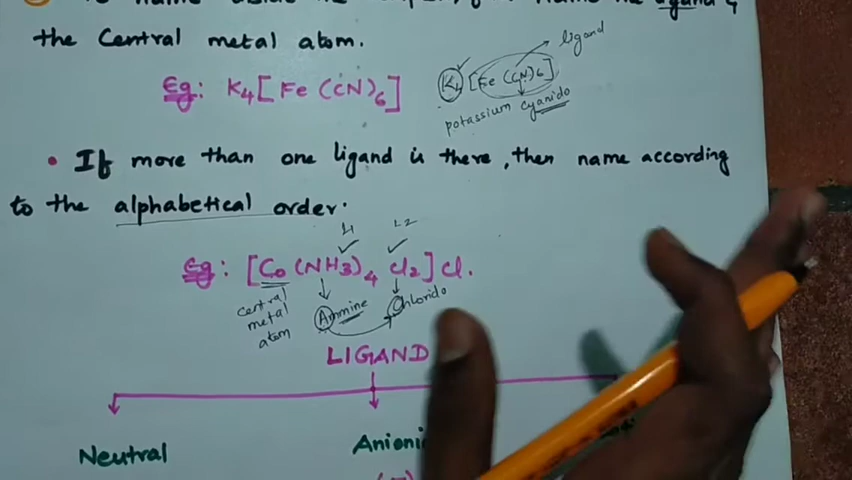 the Central metal atom.
Eg: K4[Fe(CN)6]
K4 [Fe (CN)6]
ligand
potassium cyanido
• If more than one ligand is there, then name according
to the alphabetical order.
L1 L2
Eg: [Co(NH3)4 Cl2]Cl.
central metal atom
Ammine Chlorido
LIGAND
Neutral Anioni